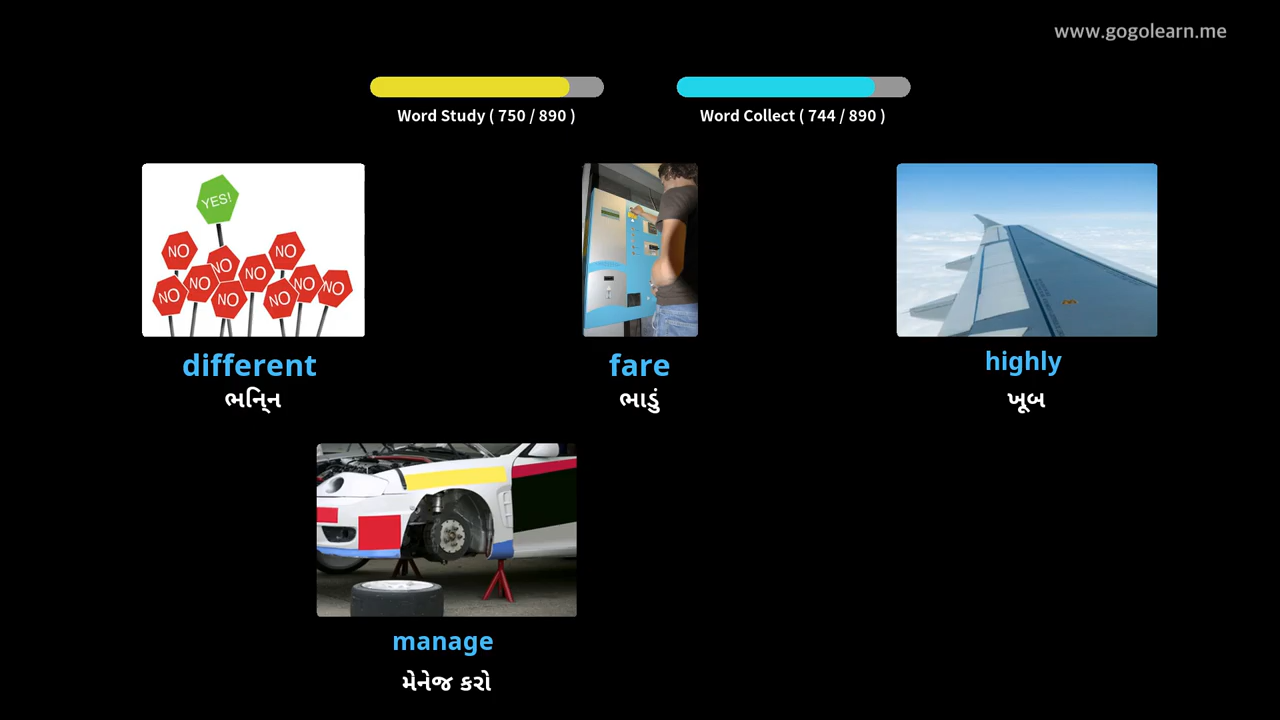 www.gogolearn.me
Word Study ( 750 / 890 )
Word Collect ( 744 / 890 )
YES!
NO
NO
NO
NO
NO
NO
NO
NO
NO
NO
different
fare
highly
ભિન્ન
ભાડું
ખૂબ
manage
મેનેજ કરો